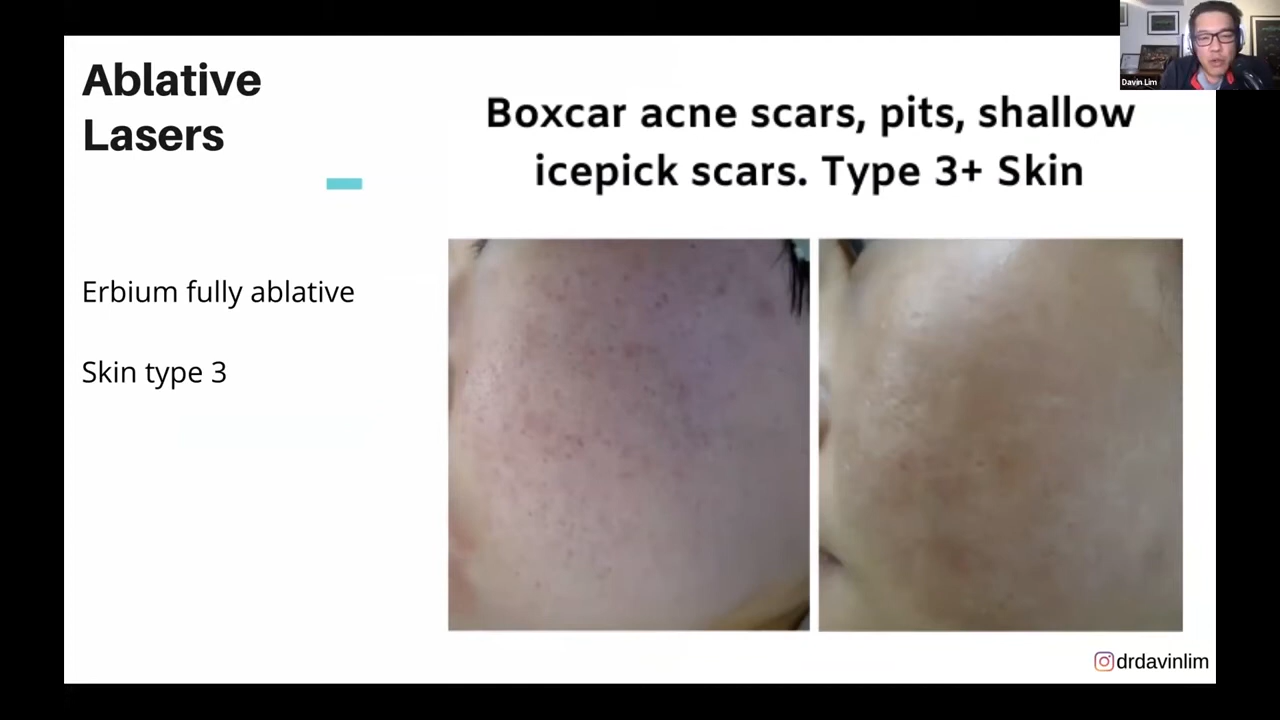 Ablative
Lasers
Boxcar acne scars, pits, shallow
icepick scars. Type 3+ Skin
Erbium fully ablative
Skin type 3
drdavinlim
Davin Lim